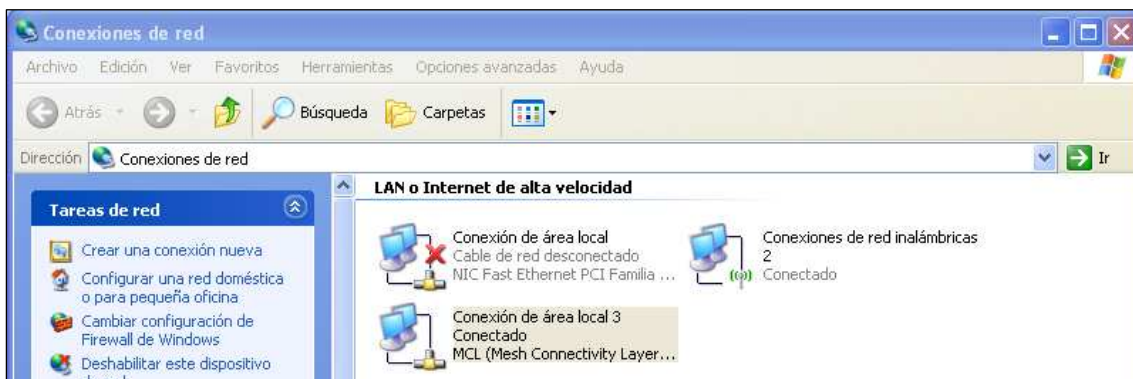 Conexiones de red
Archivo Edición Ver Favoritos Herramientas Opciones avanzadas Ayuda
Atrás Búsqueda Carpetas
Dirección Conexiones de red Ir
Tareas de red
Crear una conexión nueva
Configurar una red doméstica
o para pequeña oficina
Cambiar configuración de
Firewall de Windows
Deshabilitar este dispositivo
LAN o Internet de alta velocidad
Conexión de área local
Cable de red desconectado
NIC Fast Ethernet PCI Familia ...
Conexiones de red inalámbricas
2
Conectado
Conexión de área local 3
Conectado
MCL (Mesh Connectivity Layer...